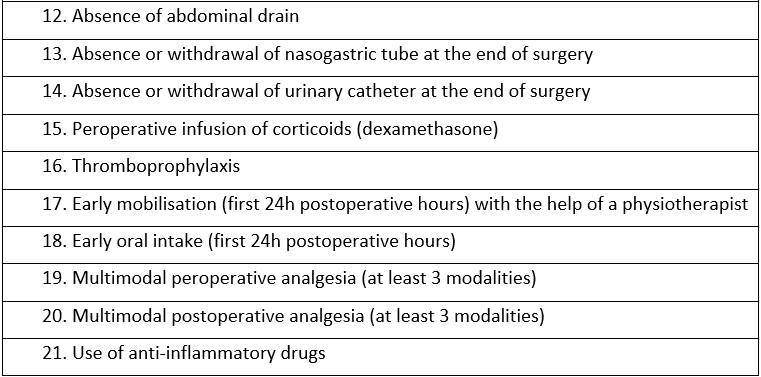 12. Absence of abdominal drain
13. Absence or withdrawal of nasogastric tube at the end of surgery
14. Absence or withdrawal of urinary catheter at the end of surgery
15. Peroperative infusion of corticoids (dexamethasone)
16. Thromboprophylaxis
17. Early mobilisation (first 24h postoperative hours) with the help of a physiotherapist
18. Early oral intake (first 24h postoperative hours)
19. Multimodal peroperative analgesia (at least 3 modalities)
20. Multimodal postoperative analgesia (at least 3 modalities)
21. Use of anti-inflammatory drugs